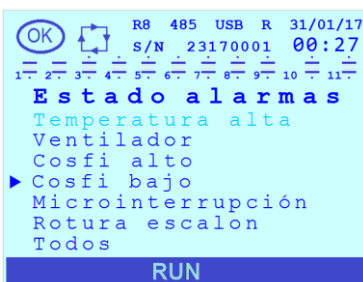 OK R8 485 USB R 31/01/17
S/N 23170001 00:27
1 2 3 4 5 6 7 8 9 10 11
Estado alarmas
Temperatura alta
Ventilador
Cosfi alto
Cosfi bajo
Microinterrupción
Rotura escalon
Todos
RUN